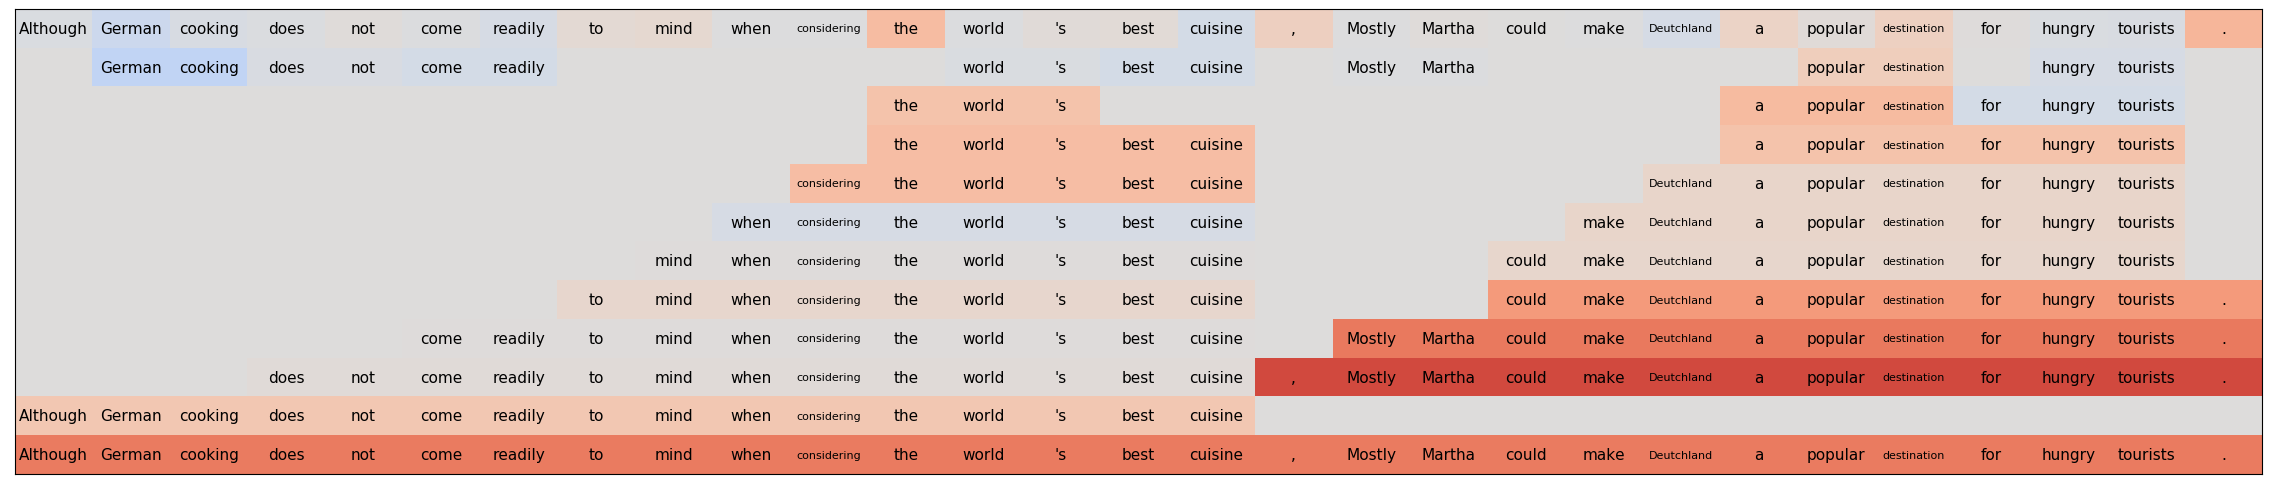 Although German cooking does not come readily to mind when considering the world 's best cuisine , Mostly Martha could make Deutchland a popular destination for hungry tourists .
German cooking does not come readily world 's best cuisine Mostly Martha popular destination hungry tourists
the world 's a popular destination for hungry tourists
the world 's best cuisine a popular destination for hungry tourists
considering the world 's best cuisine Deutchland a popular destination for hungry tourists
when considering the world 's best cuisine make Deutchland a popular destination for hungry tourists
mind when considering the world 's best cuisine could make Deutchland a popular destination for hungry tourists
to mind when considering the world 's best cuisine could make Deutchland a popular destination for hungry tourists .
come readily to mind when considering the world 's best cuisine Mostly Martha could make Deutchland a popular destination for hungry tourists .
does not come readily to mind when considering the world 's best cuisine , Mostly Martha could make Deutchland a popular destination for hungry tourists .
Although German cooking does not come readily to mind when considering the world 's best cuisine
Although German cooking does not come readily to mind when considering the world 's best cuisine , Mostly Martha could make Deutchland a popular destination for hungry tourists .